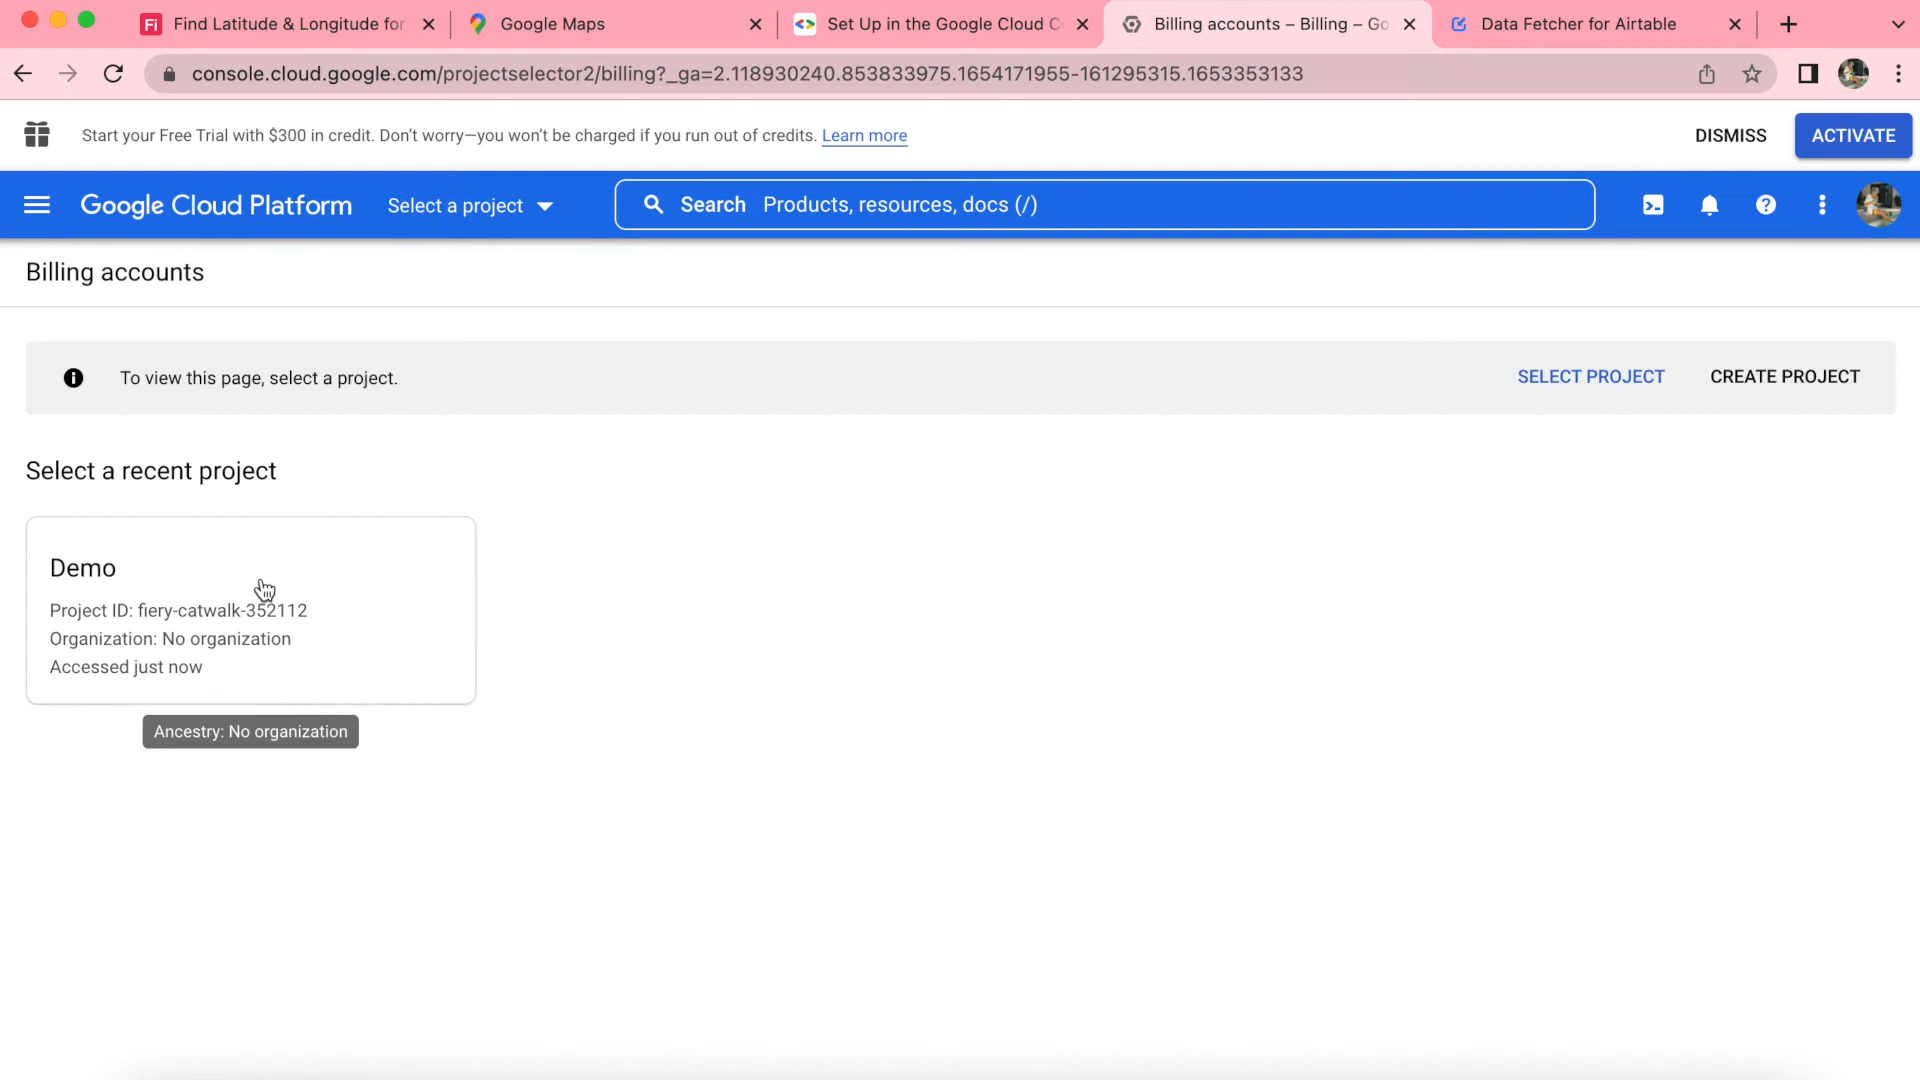 Fi Find Latitude & Longitude for
Google Maps
Set Up in the Google Cloud C
Billing accounts – Billing – Go
Data Fetcher for Airtable
console.cloud.google.com/projectselector2/billing?_ga=2.118930240.853833975.1654171955-161295315.1653353133
Start your Free Trial with $300 in credit. Don’t worry—you won’t be charged if you run out of credits. Learn more
DISMISS
ACTIVATE
Google Cloud Platform
Select a project
Search Products, resources, docs (/)
Billing accounts
To view this page, select a project.
SELECT PROJECT
CREATE PROJECT
Select a recent project
Demo
Project ID: fiery-catwalk-352112
Organization: No organization
Accessed just now
Ancestry: No organization